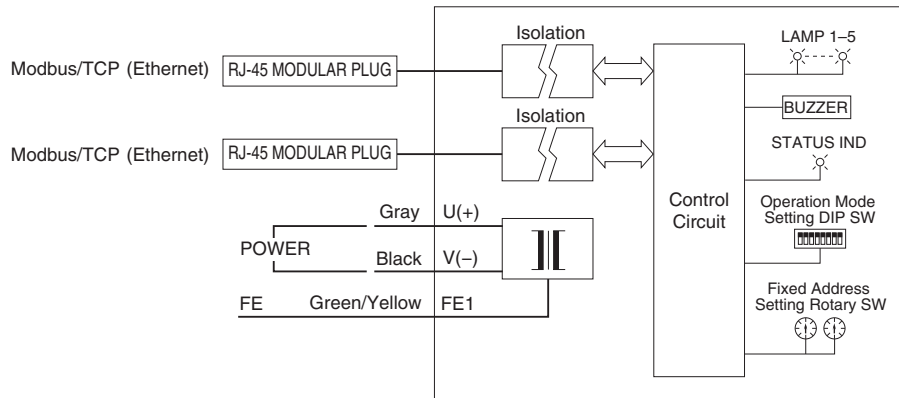 Isolation
Modbus/TCP (Ethernet) RJ-45 MODULAR PLUG
Isolation
Modbus/TCP (Ethernet) RJ-45 MODULAR PLUG
POWER
Gray U(+)
Black V(–)
FE Green/Yellow FE1
Control
Circuit
LAMP 1–5
BUZZER
STATUS IND
Operation Mode
Setting DIP SW
Fixed Address
Setting Rotary SW